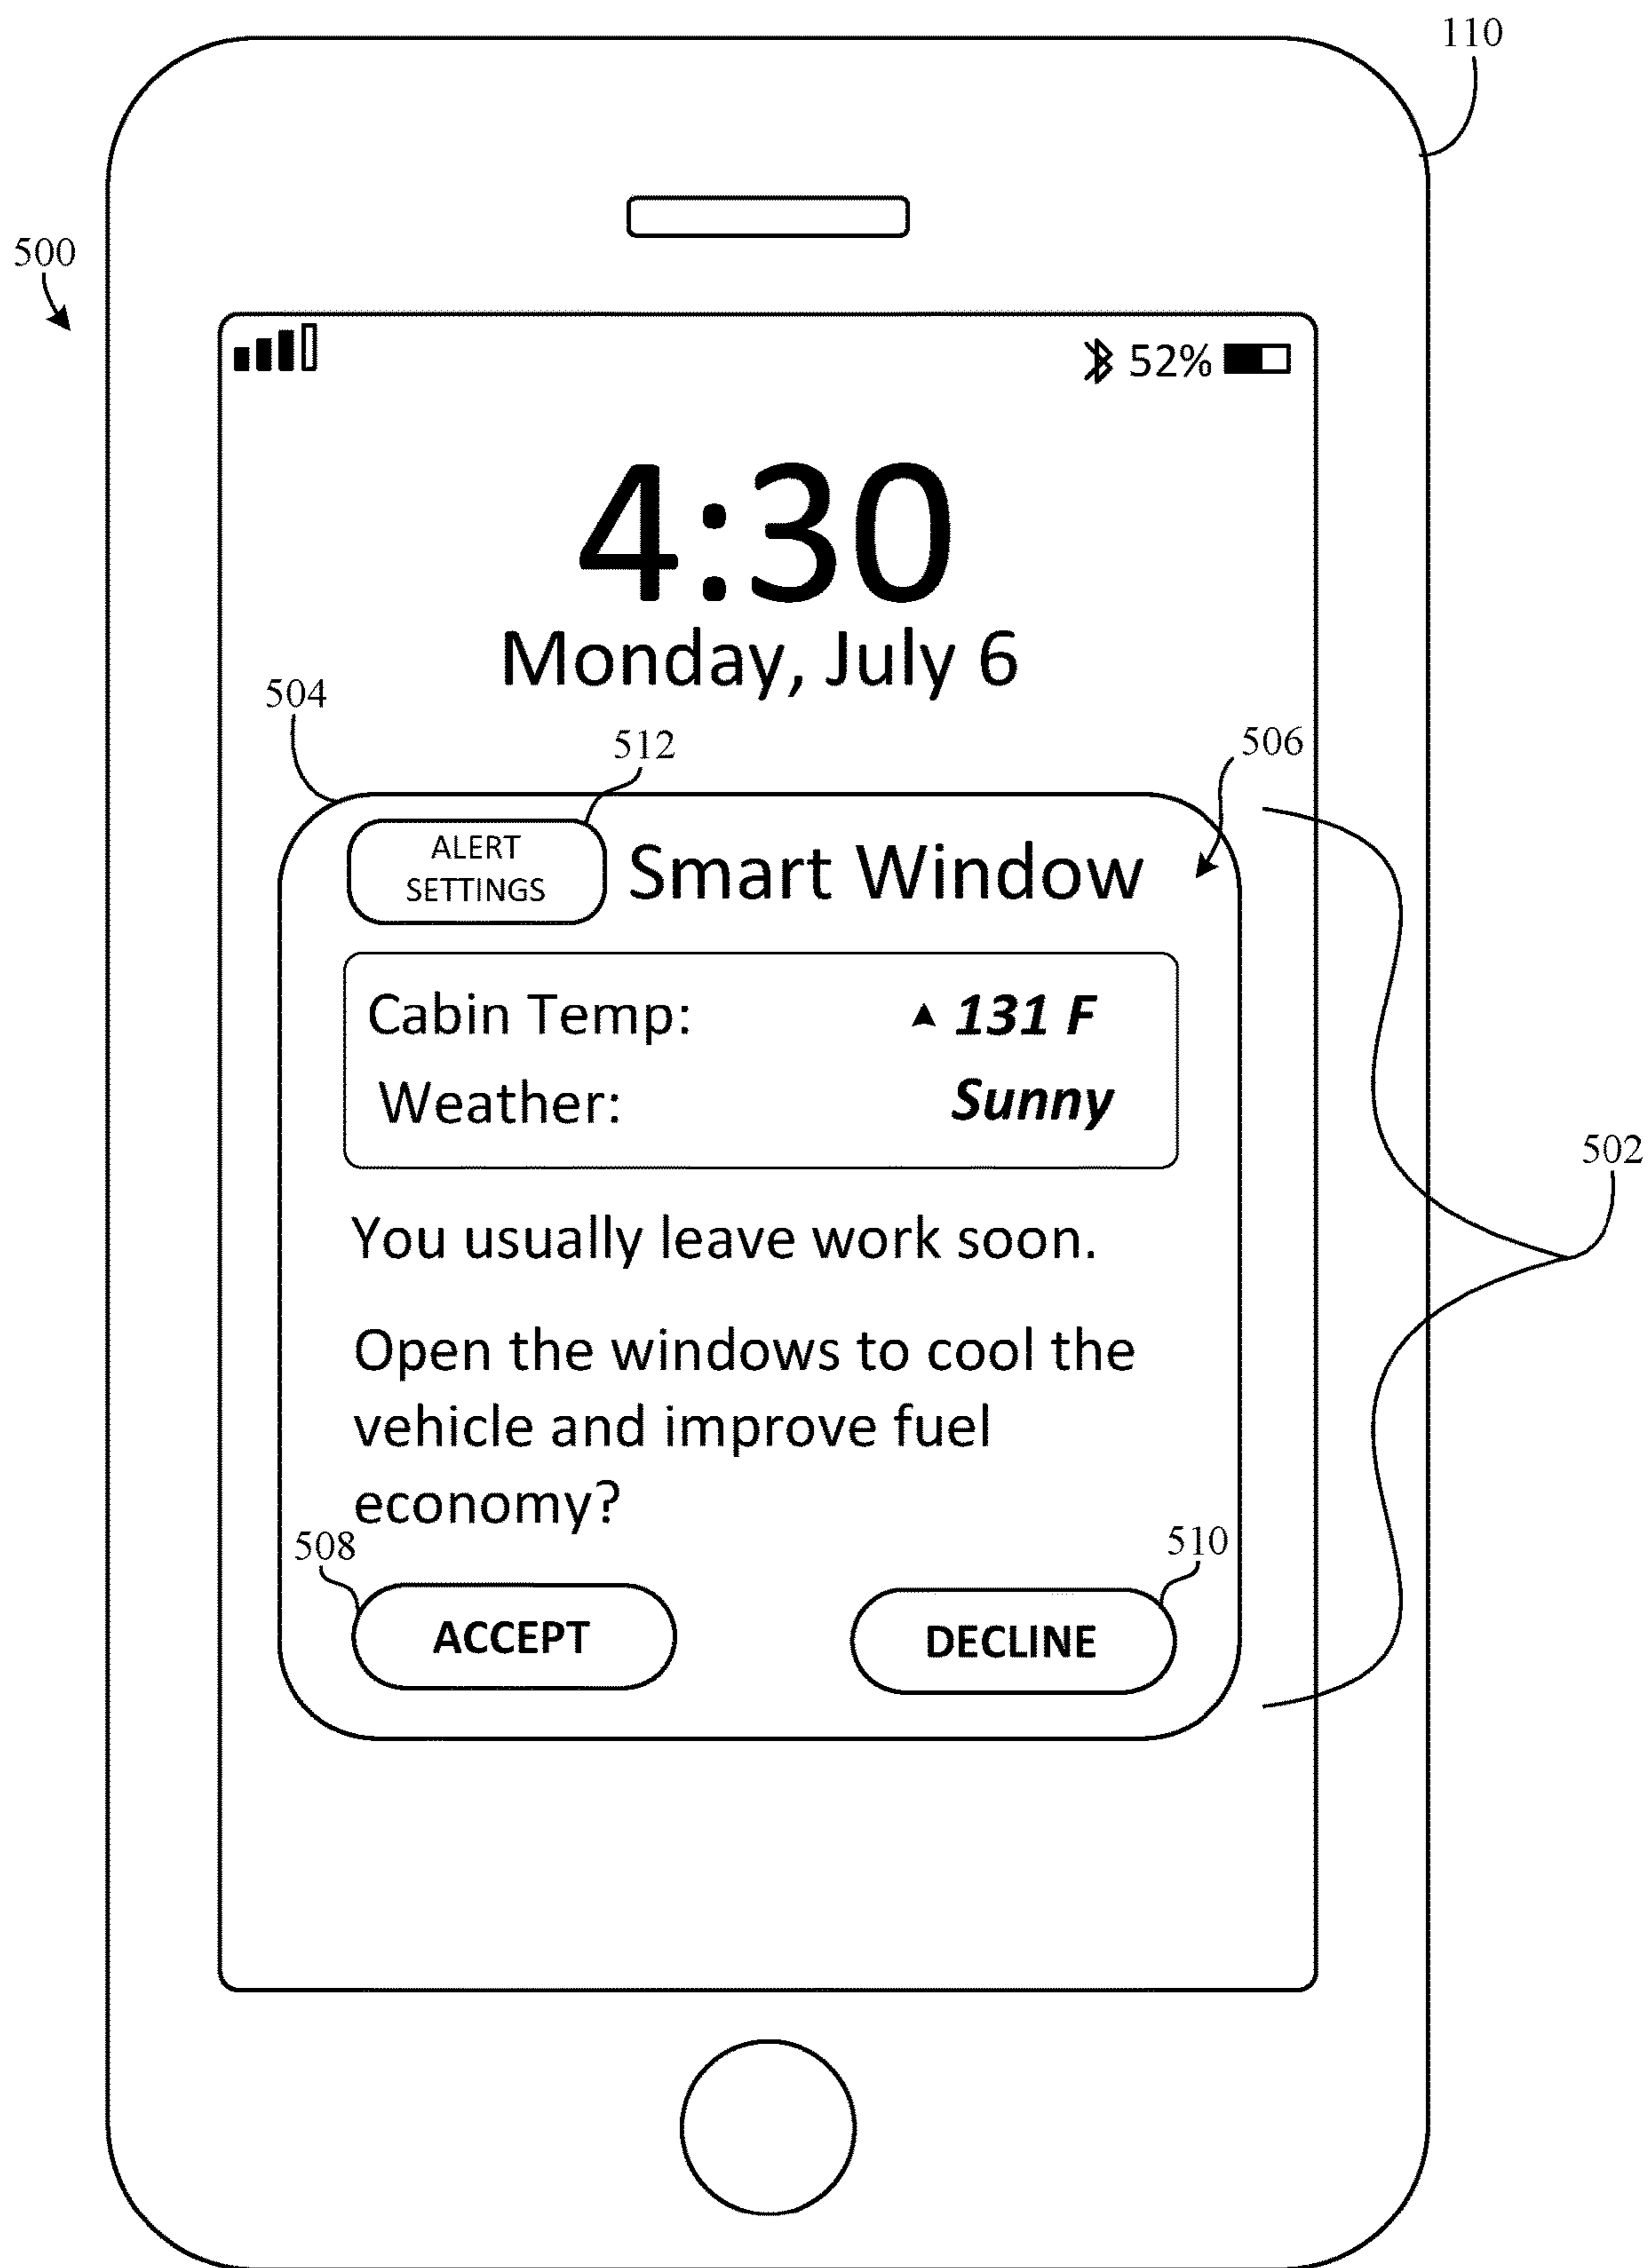 110
500
52%
4:30
Monday, July 6
504
512
506
ALERT
SETTINGS
Smart Window
Cabin Temp: ▲ 131 F
Weather: Sunny
502
You usually leave work soon.
Open the windows to cool the
vehicle and improve fuel
economy?
508
510
ACCEPT
DECLINE